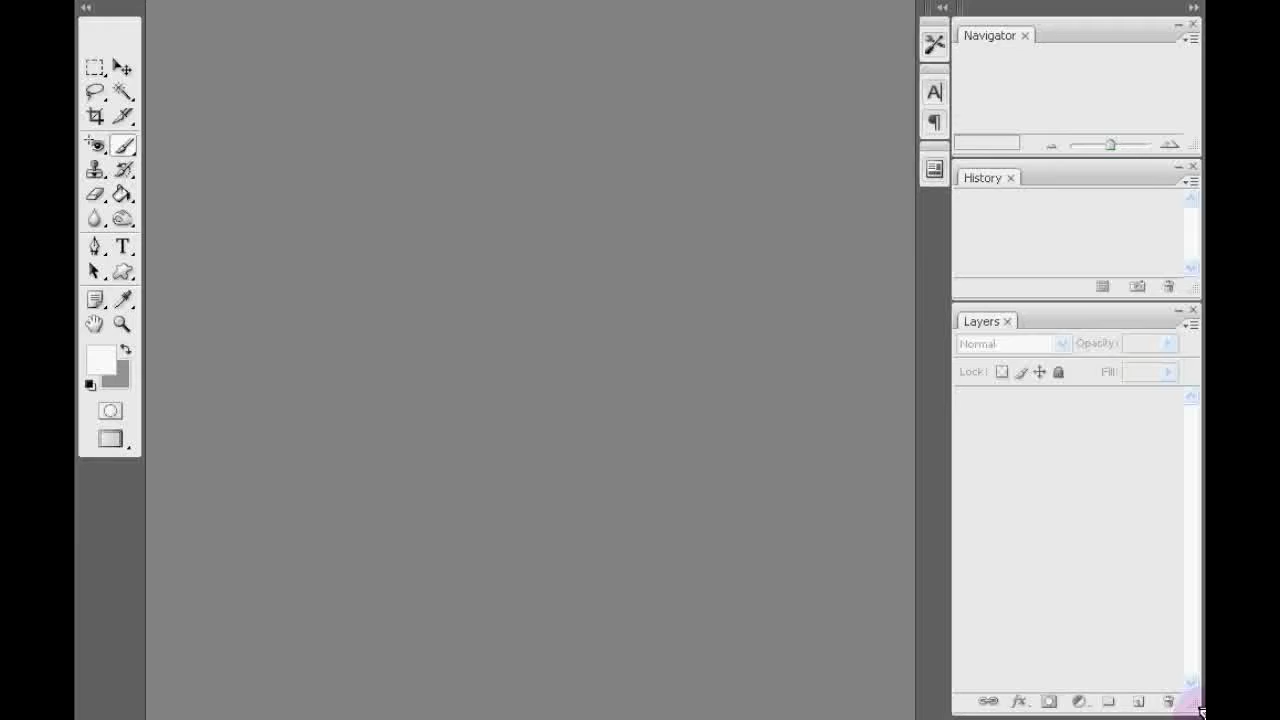 Navigator
History
Layers
Normal
Opacity:
Lock:
Fill: